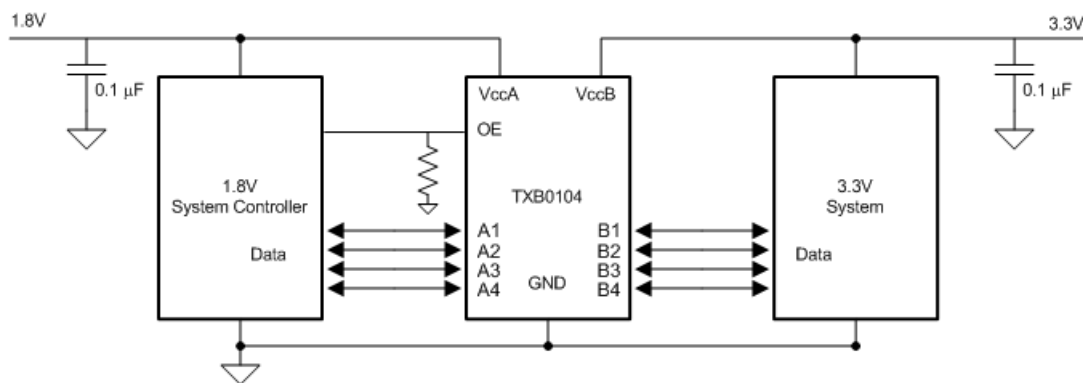 1.8V
3.3V
0.1 µF
0.1 µF
VccA
VccB
OE
1.8V
System Controller
TXB0104
3.3V
System
Data
A1
A2
A3
A4
GND
B1
B2
B3
B4
Data